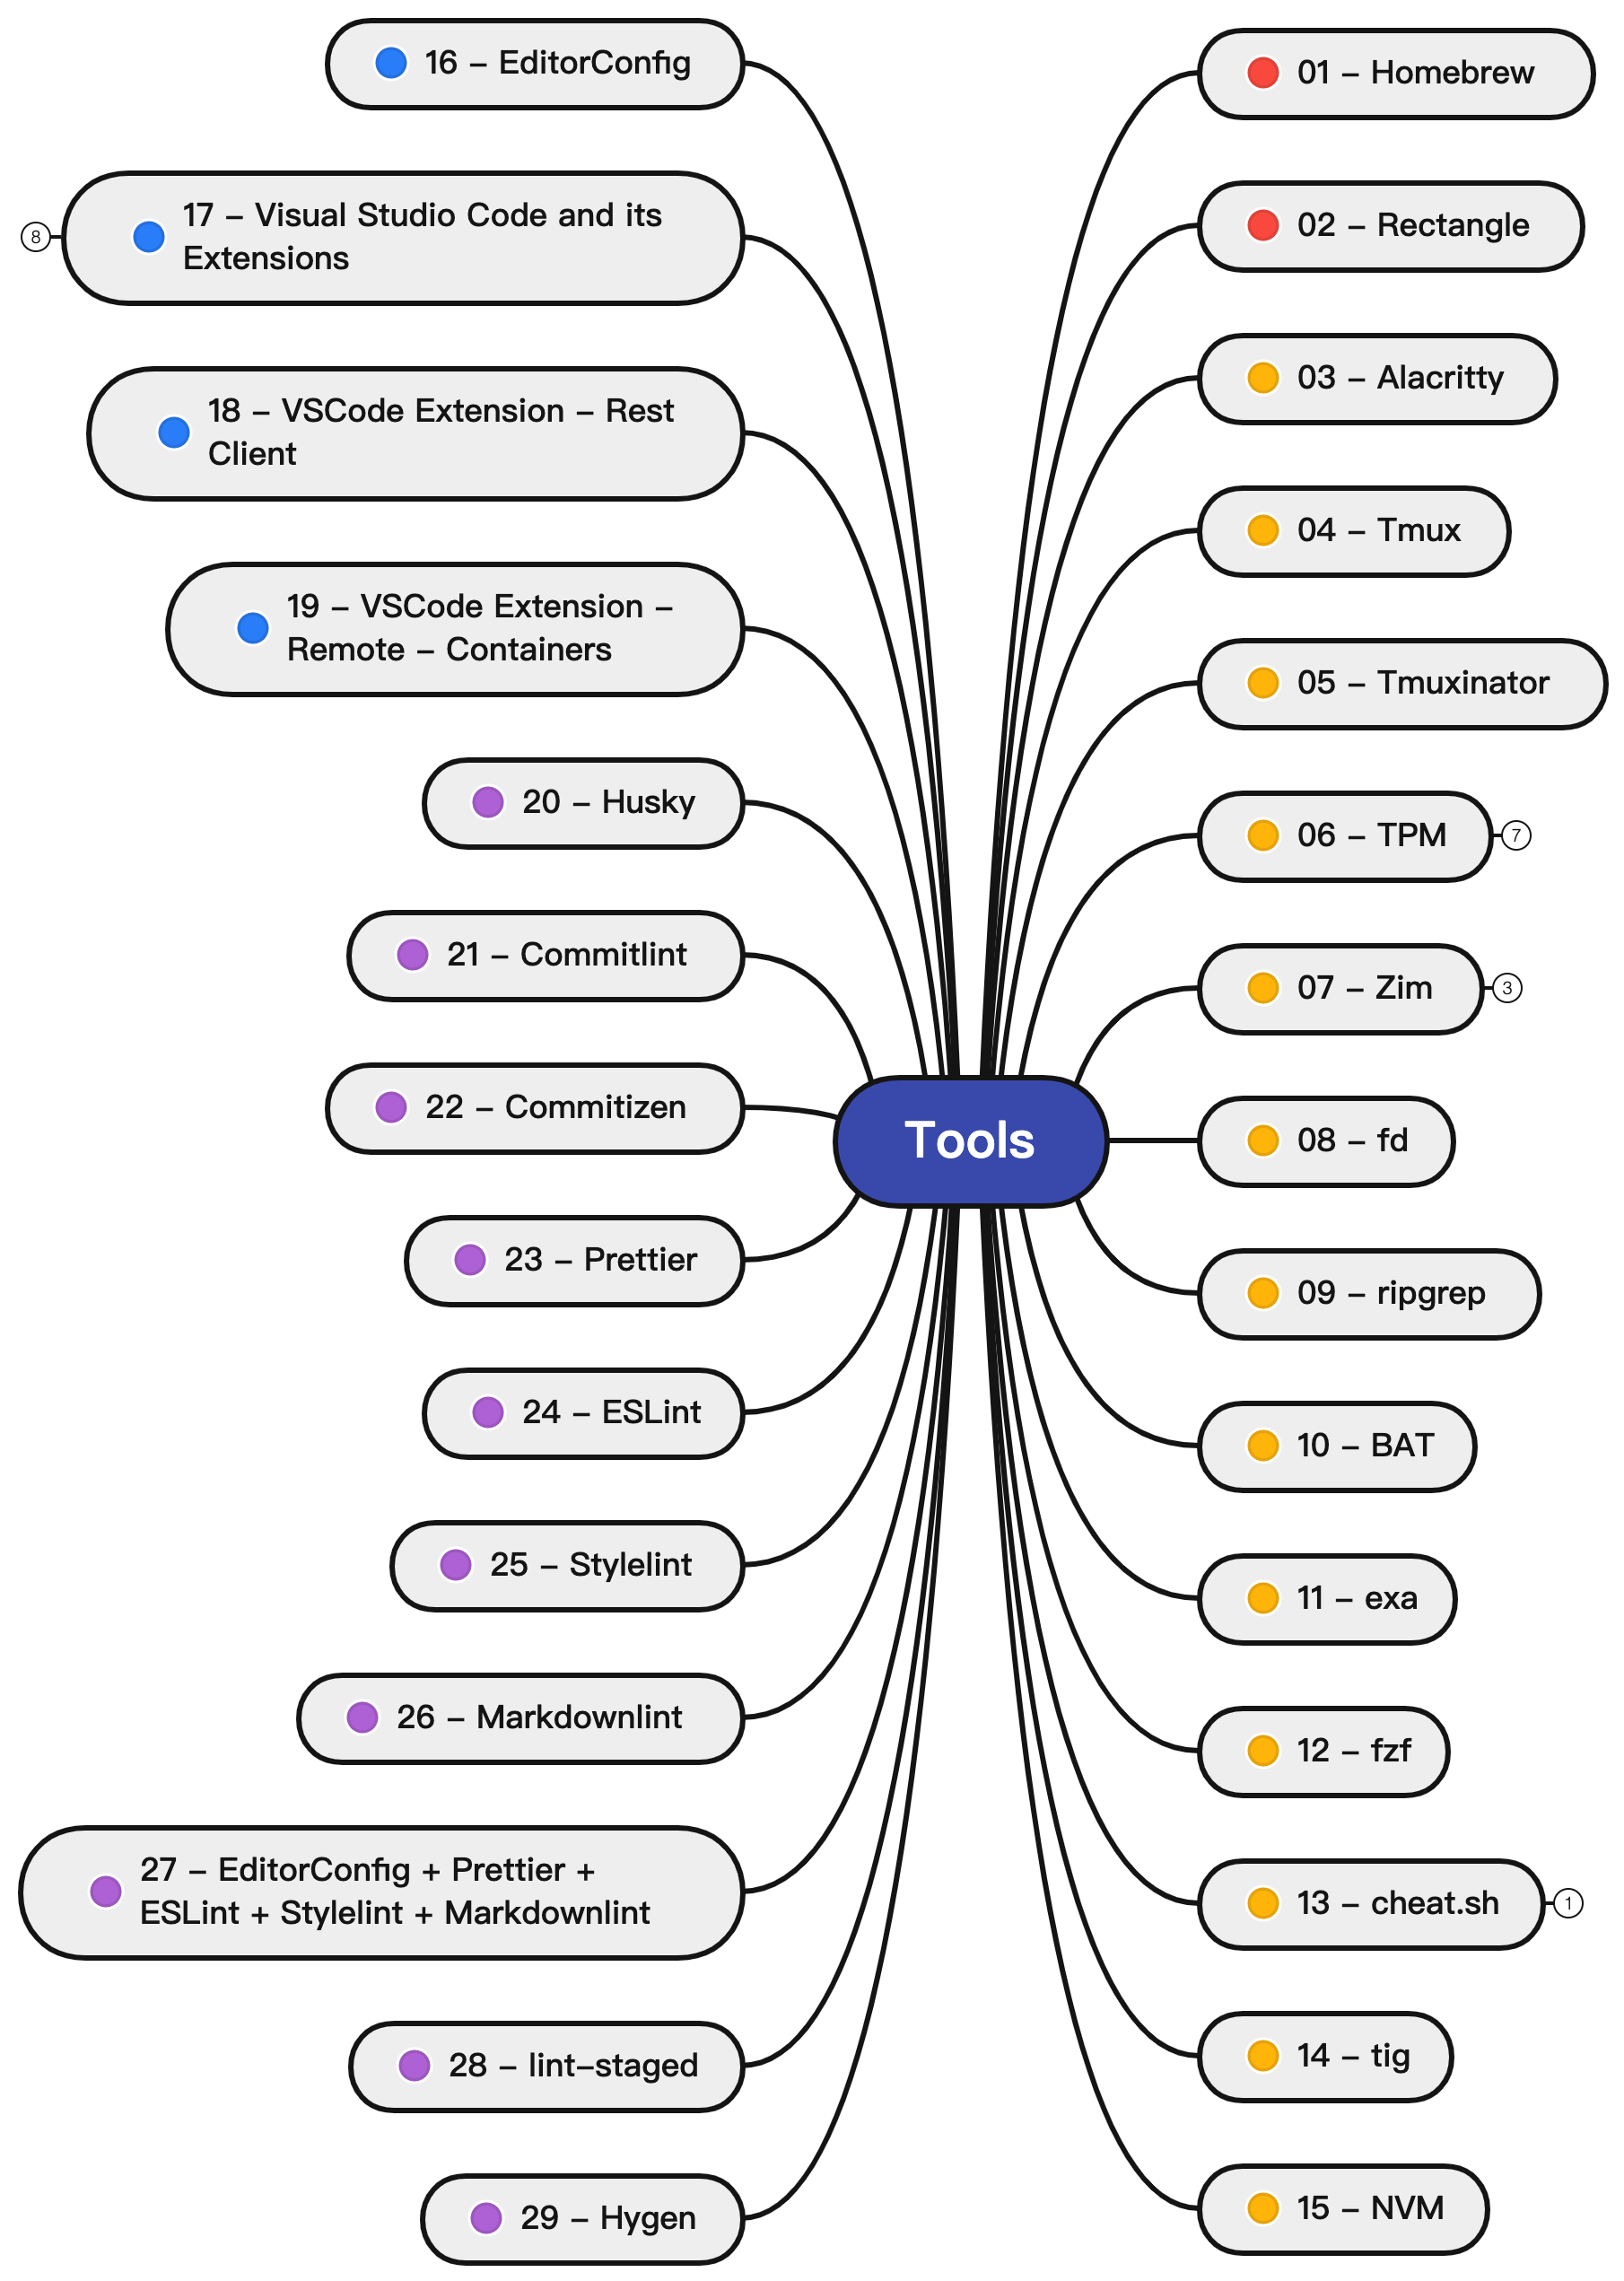 Tools
01 – Homebrew
02 – Rectangle
03 – Alacritty
04 – Tmux
05 – Tmuxinator
06 – TPM
7
07 – Zim
3
08 – fd
09 – ripgrep
10 – BAT
11 – exa
12 – fzf
13 – cheat.sh
1
14 – tig
15 – NVM
16 – EditorConfig
8
17 – Visual Studio Code and its
Extensions
18 – VSCode Extension – Rest
Client
19 – VSCode Extension –
Remote – Containers
20 – Husky
21 – Commitlint
22 – Commitizen
23 – Prettier
24 – ESLint
25 – Stylelint
26 – Markdownlint
27 – EditorConfig + Prettier +
ESLint + Stylelint + Markdownlint
28 – lint–staged
29 – Hygen